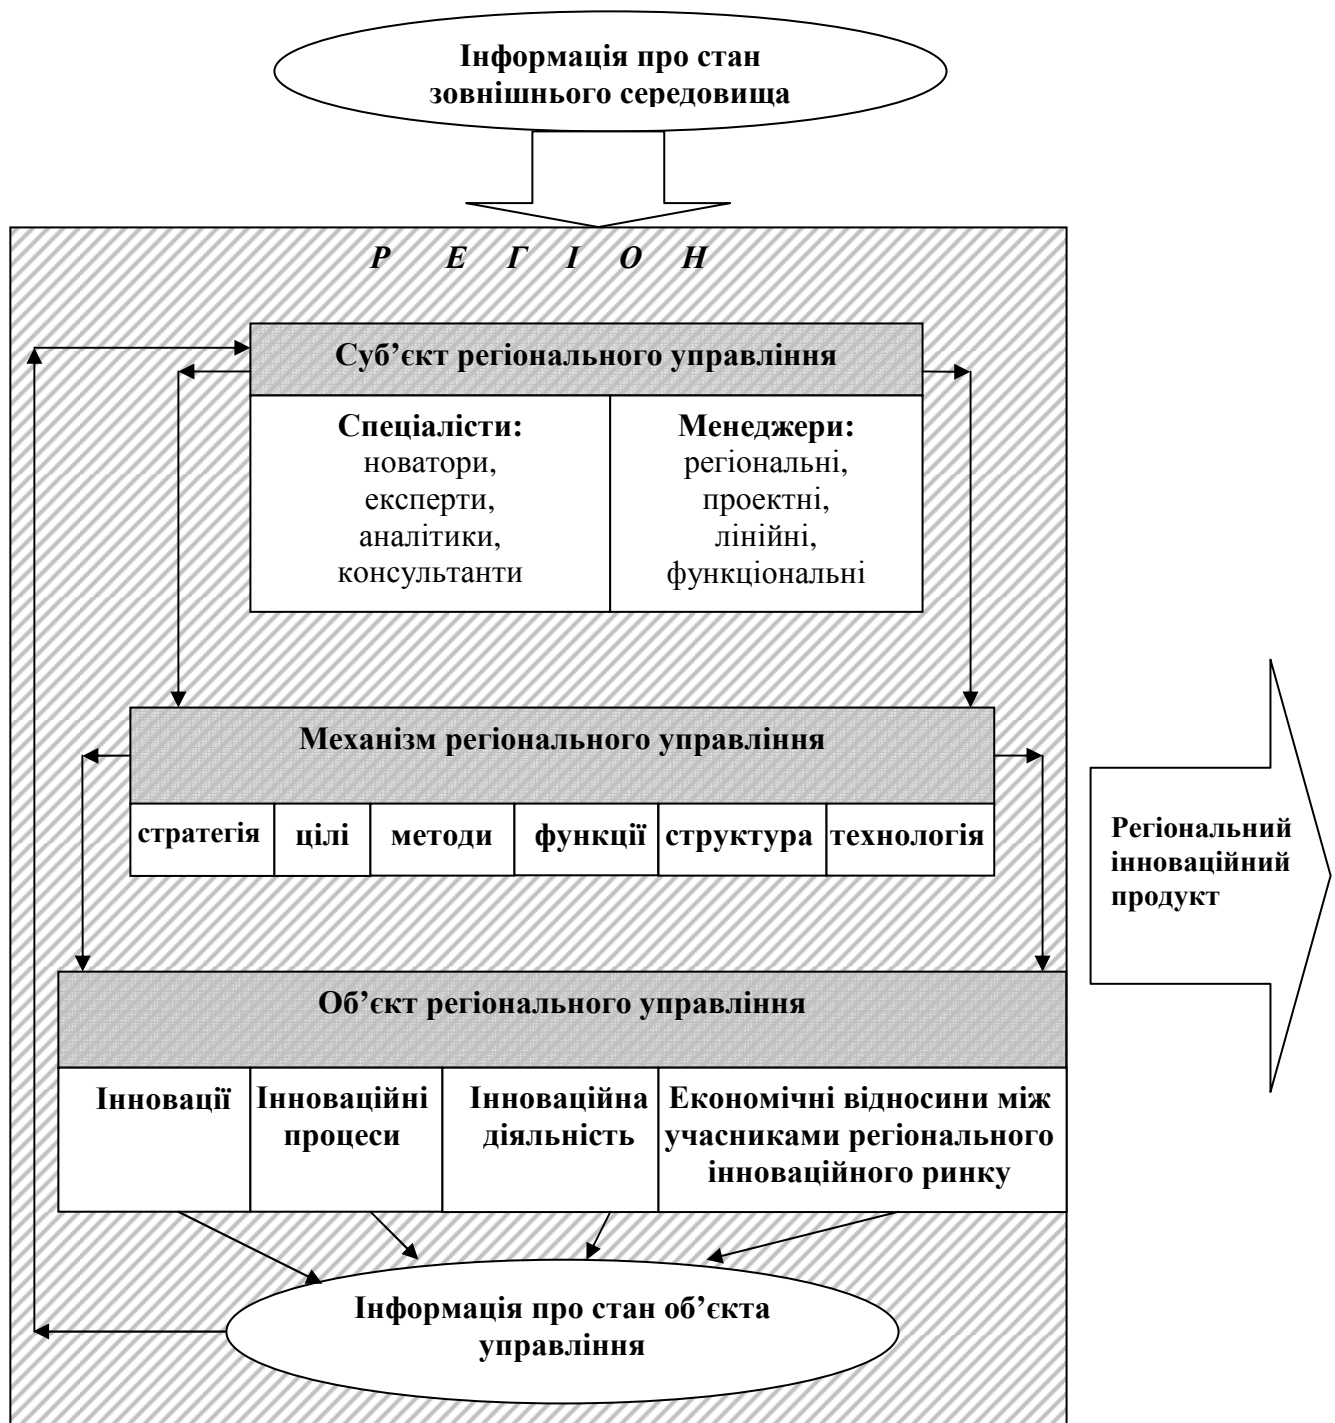 Інформація про стан
зовнішнього середовища
Р Е Г І О Н
Суб’єкт регіонального управління
Спеціалісти:
новатори,
експерти,
аналітики,
консультанти
Менеджери:
регіональні,
проектні,
лінійні,
функціональні
Механізм регіонального управління
стратегія
цілі
методи
функції
структура
технологія
Регіональний
інноваційний
продукт
Об’єкт регіонального управління
Інновації
Інноваційні
процеси
Інноваційна
діяльність
Економічні відносини між
учасниками регіонального
інноваційного ринку
Інформація про стан об’єкта
управління